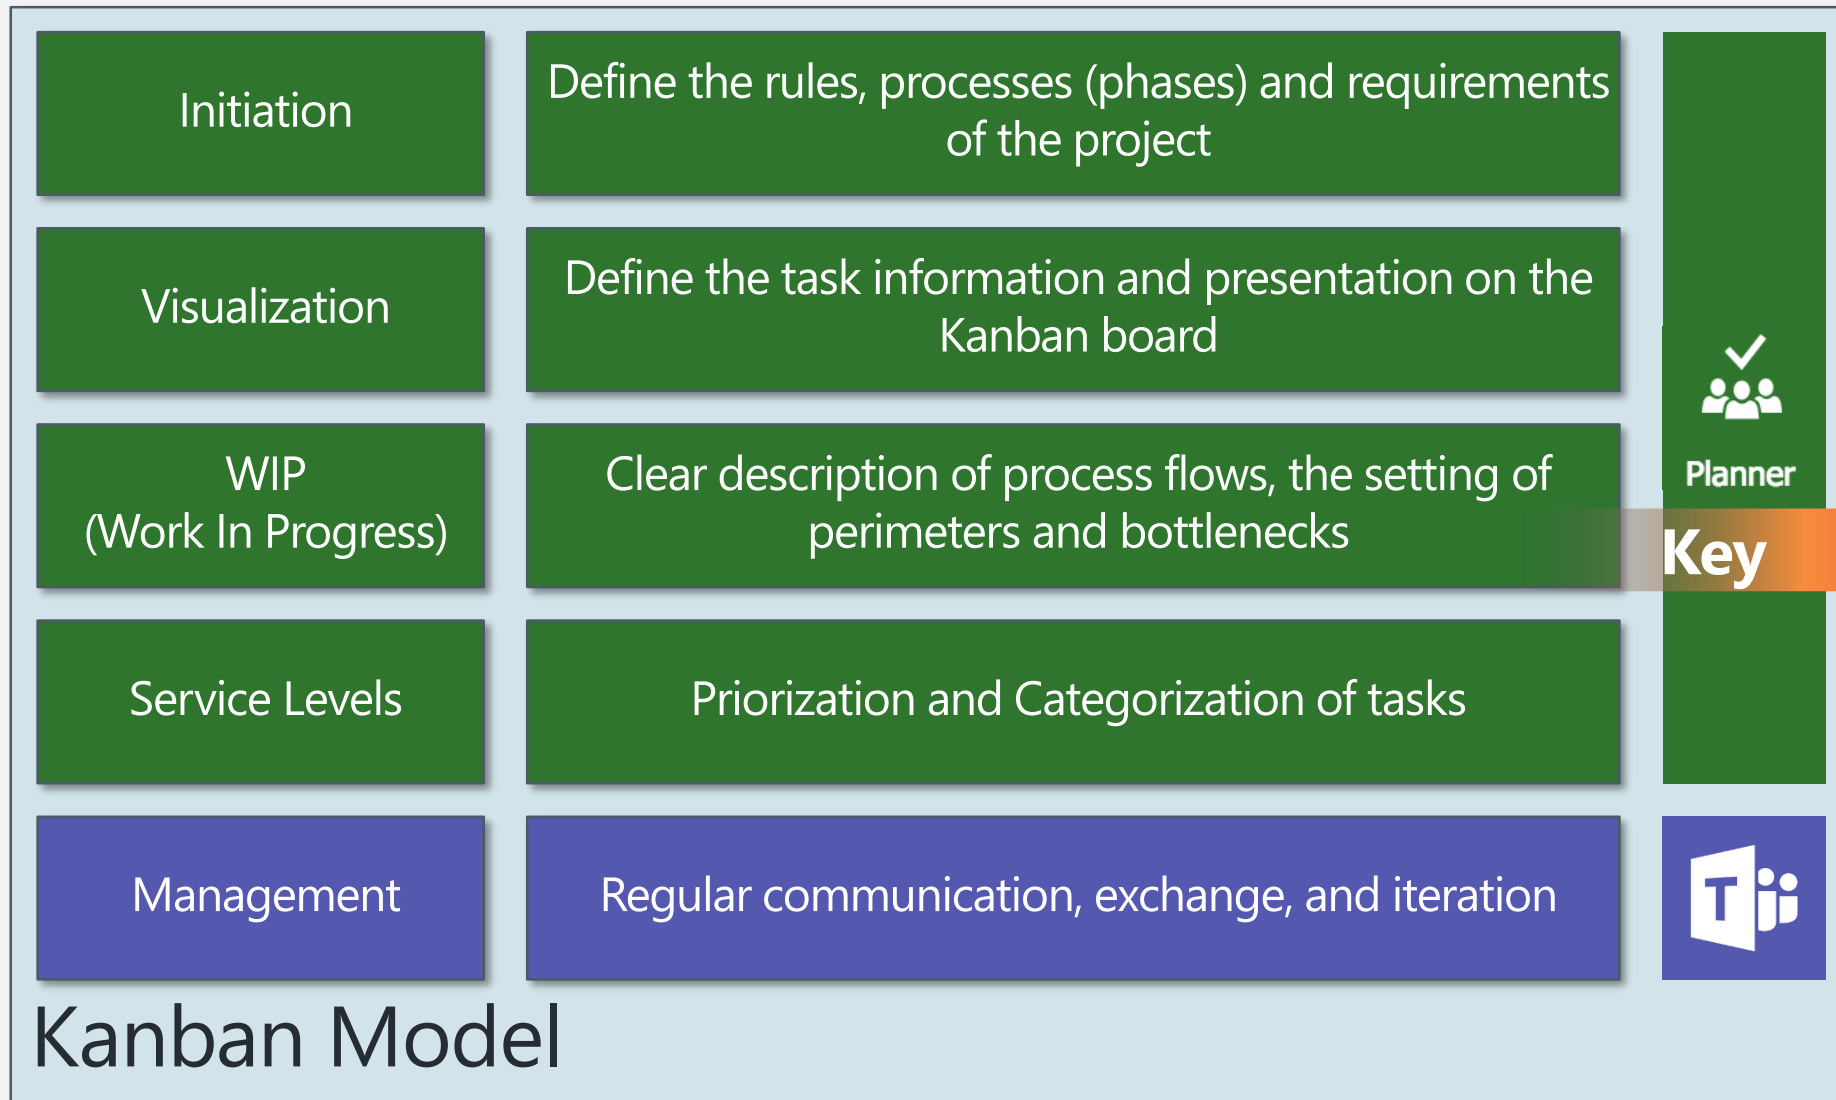 Initiation
Define the rules, processes (phases) and requirements
of the project
Visualization
Define the task information and presentation on the
Kanban board
WIP
(Work In Progress)
Clear description of process flows, the setting of
perimeters and bottlenecks
Planner
Key
Service Levels
Priorization and Categorization of tasks
Management
Regular communication, exchange, and iteration
T
Kanban Model